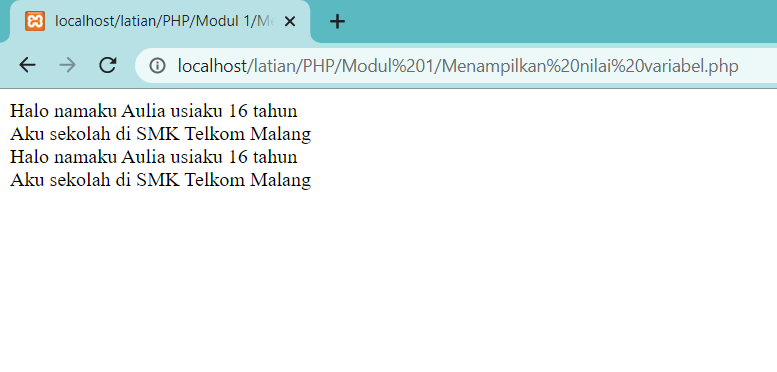 localhost/latian/PHP/Modul 1/Me
localhost/latian/PHP/Modul%201/Menampilkan%20nilai%20variabel.php
Halo namaku Aulia usiaku 16 tahun
Aku sekolah di SMK Telkom Malang
Halo namaku Aulia usiaku 16 tahun
Aku sekolah di SMK Telkom Malang